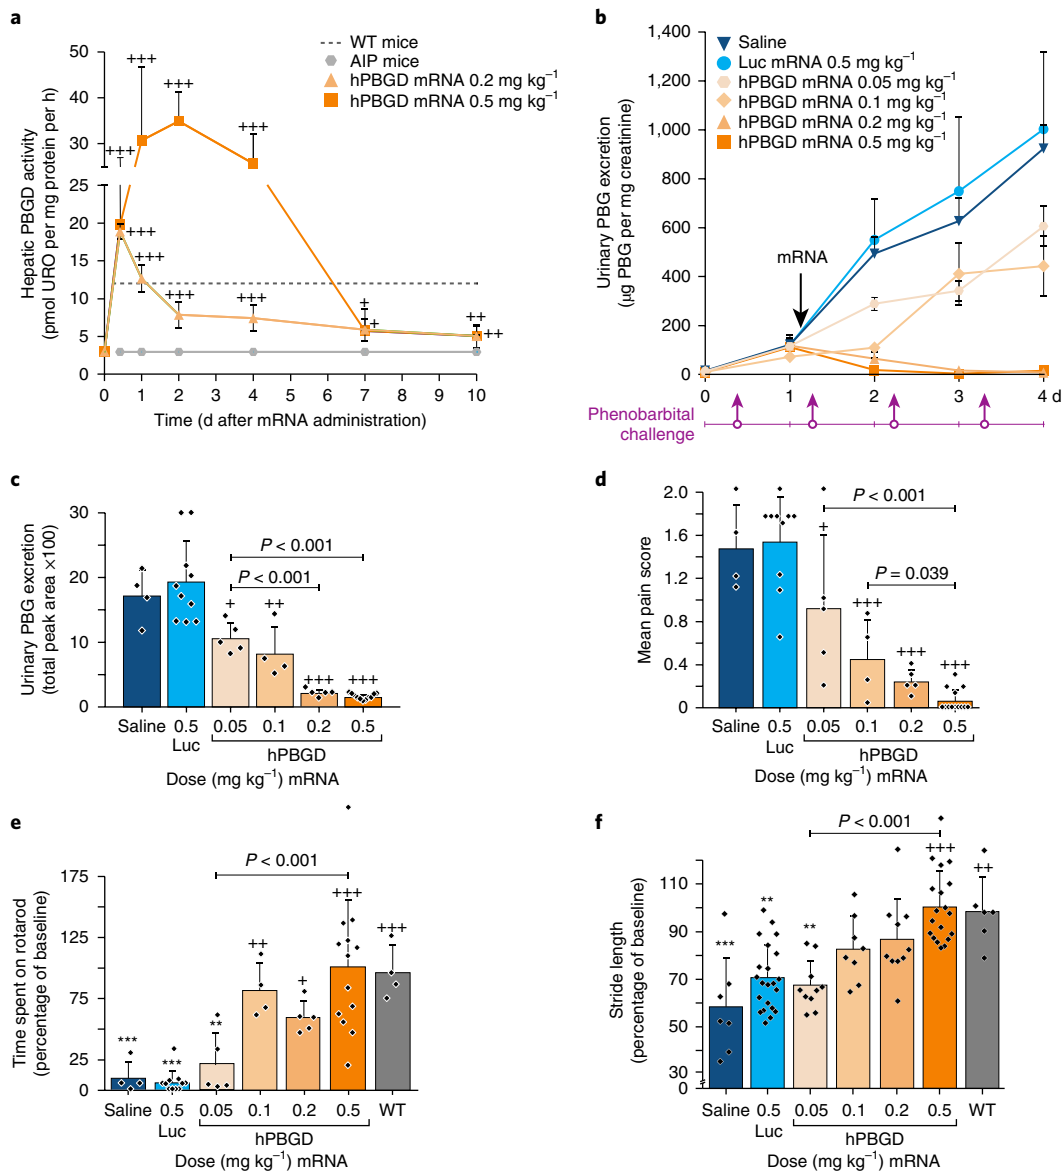 a
WT mice
AIP mice
hPBGD mRNA 0.2 mg kg⁻¹
hPBGD mRNA 0.5 mg kg⁻¹
Hepatic PBGD activity
(pmol URO per mg protein per h)
50
40
30
25
20
15
10
5
0
+++
+++
+++
+++
+++
+++
+++
+++
+
+
++
++
0 1 2 3 4 5 6 7 8 9 10
Time (d after mRNA administration)
b
Saline
Luc mRNA 0.5 mg kg⁻¹
hPBGD mRNA 0.05 mg kg⁻¹
hPBGD mRNA 0.1 mg kg⁻¹
hPBGD mRNA 0.2 mg kg⁻¹
hPBGD mRNA 0.5 mg kg⁻¹
Urinary PBG excretion
(µg PBG per mg creatinine)
1,400
1,200
1,000
800
600
400
200
0
mRNA
0 1 2 3 4 d
Phenobarbital
challenge
c
Urinary PBG excretion
(total peak area ×100)
30
20
10
0
P < 0.001
P < 0.001
+ ++ +++ +++
Saline 0.5 0.05 0.1 0.2 0.5
Luc
hPBGD
Dose (mg kg⁻¹) mRNA
d
Mean pain score
2.0
1.6
1.2
0.8
0.4
0
P < 0.001
P = 0.039
+ +++ +++ +++
Saline 0.5 0.05 0.1 0.2 0.5
Luc
hPBGD
Dose (mg kg⁻¹) mRNA
e
Time spent on rotarod
(percentage of baseline)
175
125
75
25
0
P < 0.001
*** *** ** ++ + +++ +++
Saline 0.5 0.05 0.1 0.2 0.5 WT
Luc
hPBGD
Dose (mg kg⁻¹) mRNA
f
Stride length
(percentage of baseline)
110
90
70
50
30
0
P < 0.001
*** ** ** +++ ++
Saline 0.5 0.05 0.1 0.2 0.5 WT
Luc
hPBGD
Dose (mg kg⁻¹) mRNA